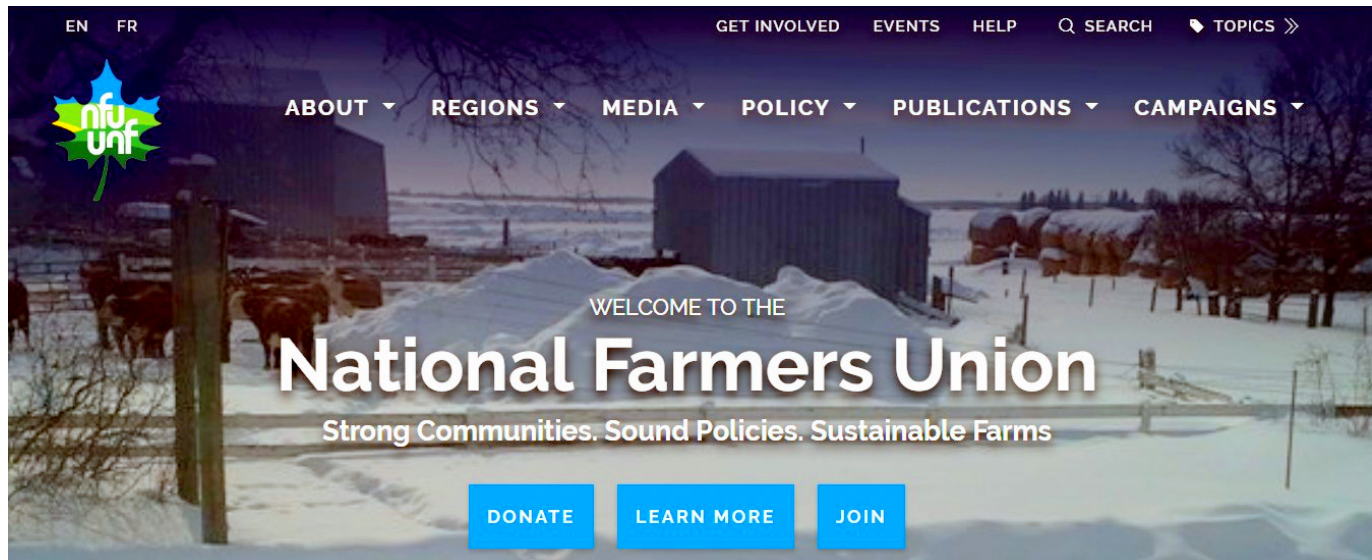 EN FR GET INVOLVED EVENTS HELP SEARCH TOPICS
nfu
unf
ABOUT REGIONS MEDIA POLICY PUBLICATIONS CAMPAIGNS
WELCOME TO THE
National Farmers Union
Strong Communities. Sound Policies. Sustainable Farms
DONATE LEARN MORE JOIN